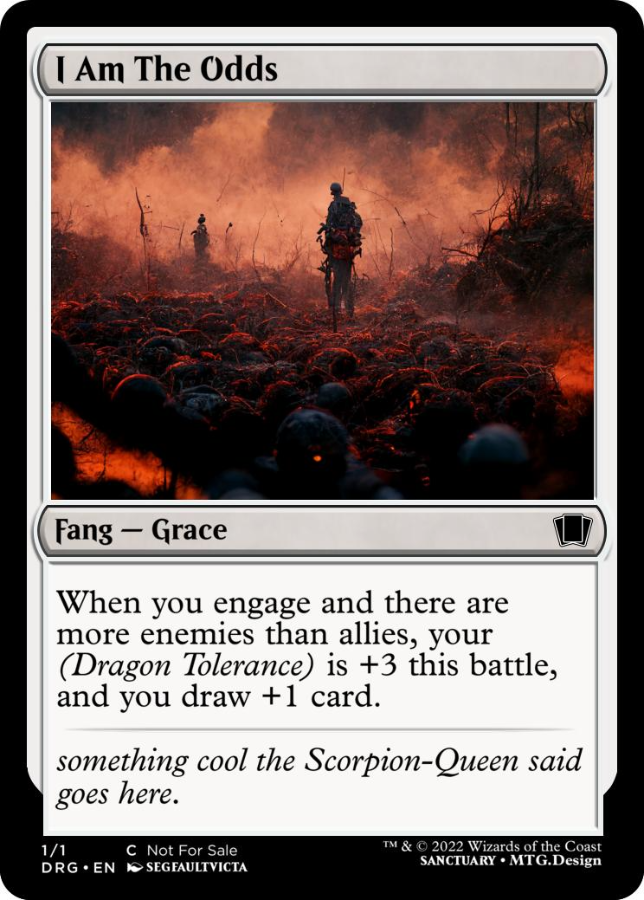 I Am The Odds
Fang — Grace
When you engage and there are
more enemies than allies, your
(Dragon Tolerance) is +3 this battle,
and you draw +1 card.
something cool the Scorpion-Queen said
goes here.
1/1 C Not For Sale
DRG • EN SEGFAULTVICTA
™ & © 2022 Wizards of the Coast
SANCTUARY • MTG.Design